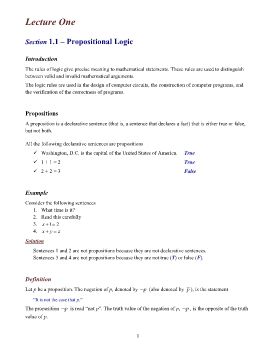 Lecture One
Section 1.1 – Propositional Logic
Introduction
The rules of logic give precise meaning to mathematical statements. These rules are used to distinguish
between valid and invalid mathematical arguments.
The logic rules are used in the design of computer circuits, the construction of computer programs, and
the verification of the correctness of programs.
Propositions
A proposition is a declarative sentence (that is, a sentence that declares a fact) that is either true or false,
but not both.
All the following declarative sentences are propositions
✓ Washington, D.C. is the capital of the United States of America. True
✓ 1 + 1 = 2 True
✓ 2 + 2 = 3 False
Example
Consider the following sentences
1. What time is it?
2. Read this carefully
3. x + 1 = 2
4. x + y = z
Solution
Sentences 1 and 2 are not propositions because they are not declarative sentences.
Sentences 3 and 4 are not propositions because they are not true (T) or false (F).
Definition
Let p be a proposition. The negation of p, denoted by ¬p (also denoted by p̅), is the statement
"It is not the case that p."
The proposition ¬p is read "not p". The truth value of the negation of p, ¬p, is the opposite of the truth
value of p.
1